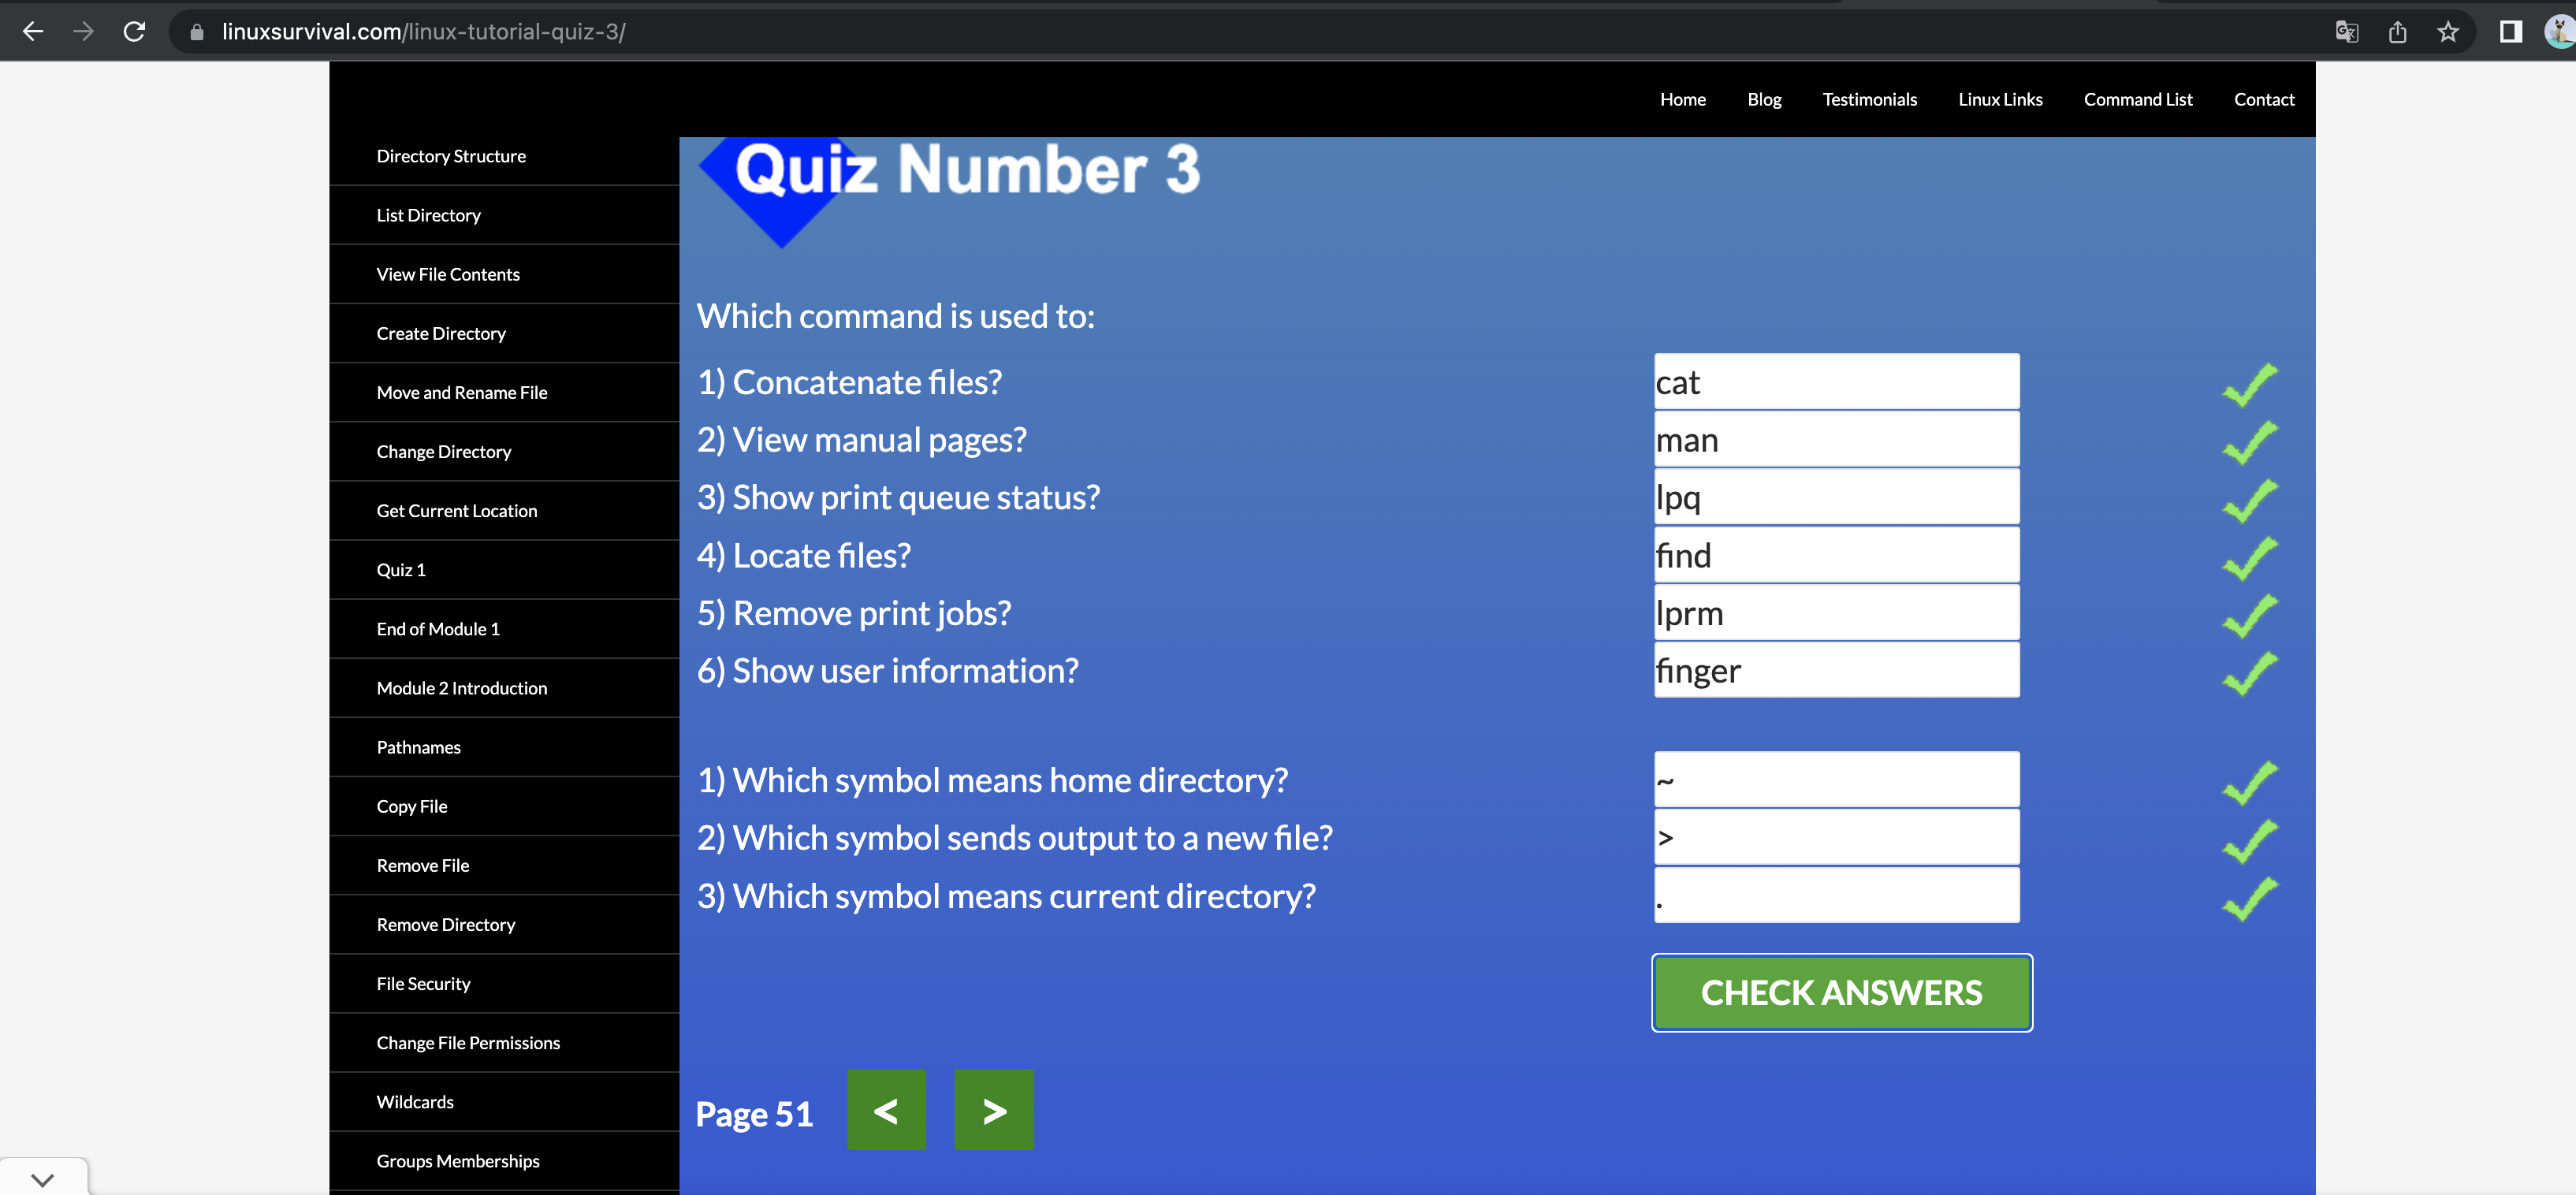 linuxsurvival.com/linux-tutorial-quiz-3/
Home Blog Testimonials Linux Links Command List Contact
Directory Structure
List Directory
View File Contents
Create Directory
Move and Rename File
Change Directory
Get Current Location
Quiz 1
End of Module 1
Module 2 Introduction
Pathnames
Copy File
Remove File
Remove Directory
File Security
Change File Permissions
Wildcards
Groups Memberships
Quiz Number 3
Which command is used to:
1) Concatenate files? cat
2) View manual pages? man
3) Show print queue status? lpq
4) Locate files? find
5) Remove print jobs? lprm
6) Show user information? finger
1) Which symbol means home directory? ~
2) Which symbol sends output to a new file? >
3) Which symbol means current directory? .
CHECK ANSWERS
Page 51 < >